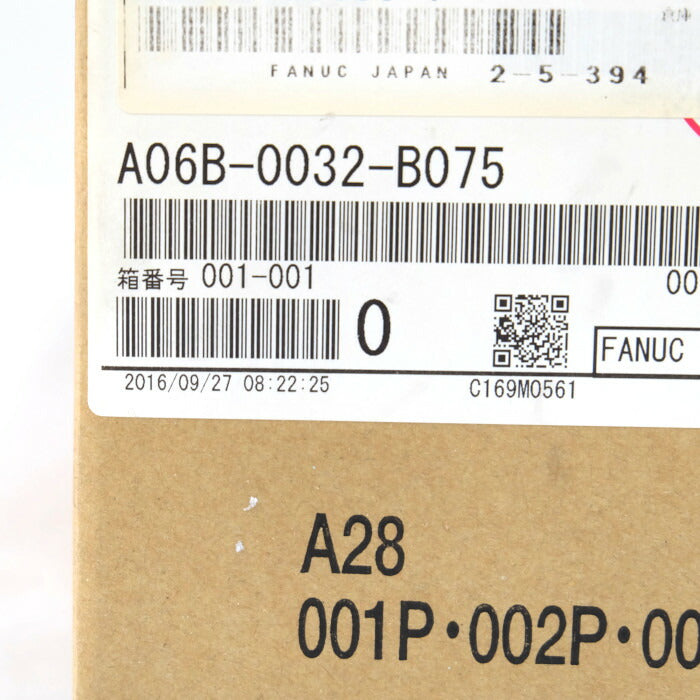 FANUC JAPAN 2-5-394
A06B-0032-B075
箱番号 001-001 00
0
FANUC
2016/09/27 08:22:25 C169M0561
A28
001P·002P·00